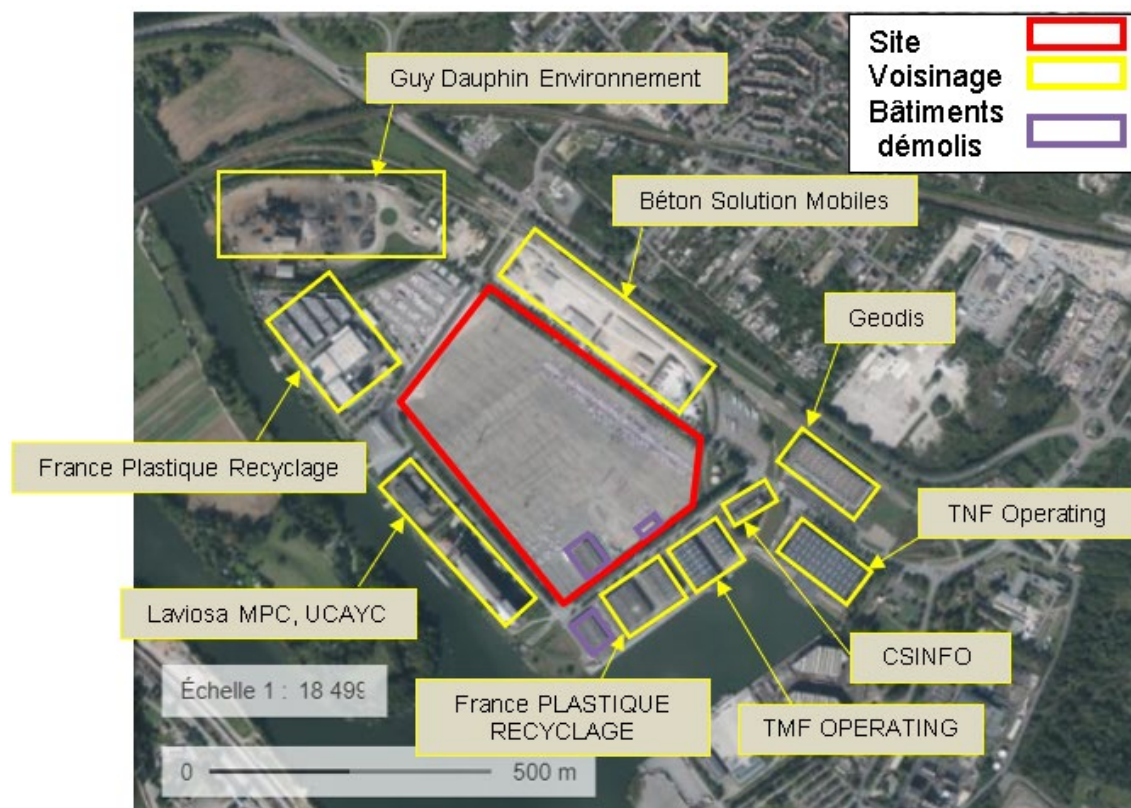 Site
Voisinage
Bâtiments
démolis
Guy Dauphin Environnement
Béton Solution Mobiles
Geodis
France Plastique Recyclage
TNF Operating
Laviosa MPC, UCAYC
CSINFO
France PLASTIQUE
RECYCLAGE
TMF OPERATING
Échelle 1 : 18 499
0 500 m